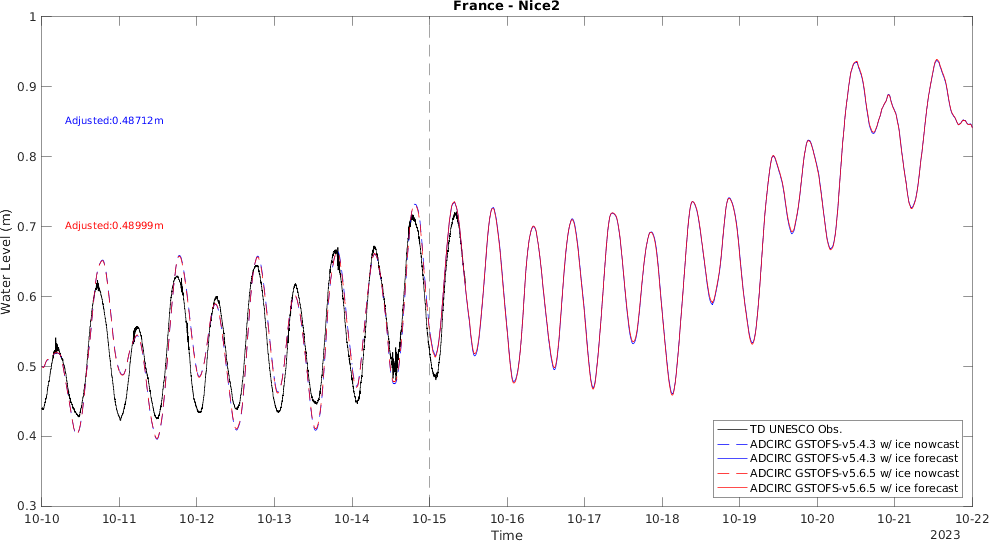 France - Nice2
1
0.9
0.8
0.7
0.6
0.5
0.4
0.3
Water Level (m)
Adjusted:0.48712m
Adjusted:0.48999m
TD UNESCO Obs.
ADCIRC GSTOFS-v5.4.3 w/ ice nowcast
ADCIRC GSTOFS-v5.4.3 w/ ice forecast
ADCIRC GSTOFS-v5.6.5 w/ ice nowcast
ADCIRC GSTOFS-v5.6.5 w/ ice forecast
10-10 10-11 10-12 10-13 10-14 10-15 10-16 10-17 10-18 10-19 10-20 10-21 10-22
Time
2023